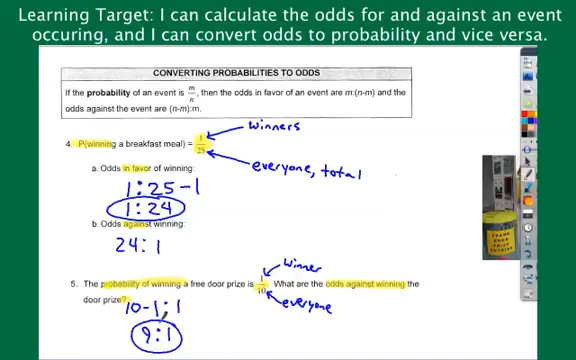 Learning Target: I can calculate the odds for and against an event
occuring, and I can convert odds to probability and vice versa.
CONVERTING PROBABILITIES TO ODDS
If the probability of an event is m/n, then the odds in favor of an event are m:(n-m) and the
odds against the event are (n-m):m.
winners
4. P(winning a breakfast meal) = 1/25
everyone, total
a. Odds in favor of winning:
1:25-1
1:24
b. Odds against winning:
24:1
winner
5. The probability of winning a free door prize is 1/10. What are the odds against winning the
door prize?
everyone
10-1:1
9:1